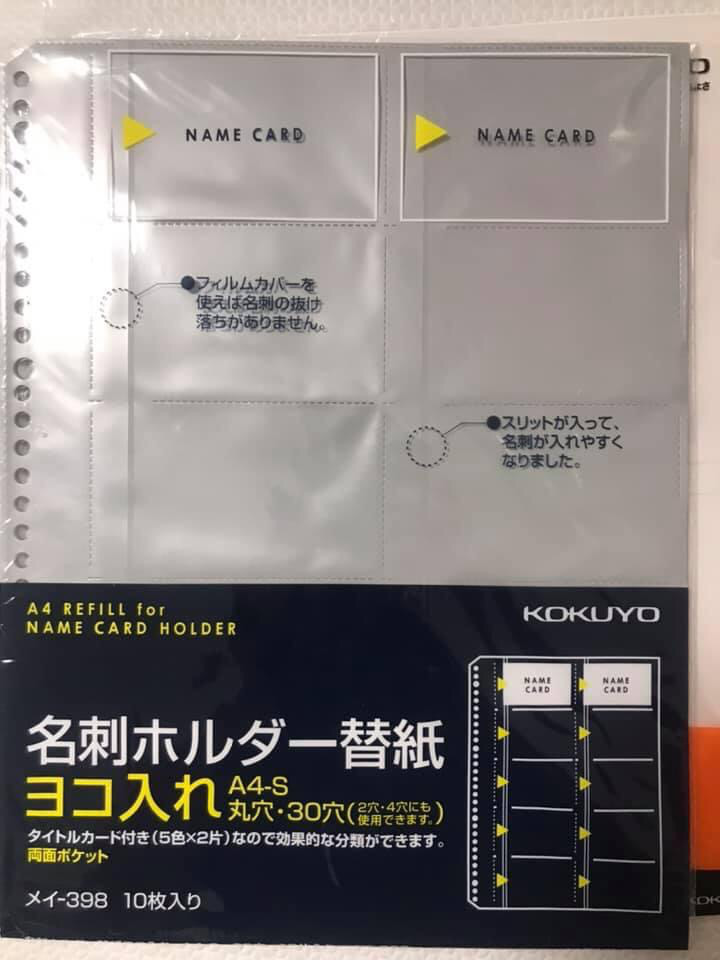 NAME CARD
NAME CARD
フィルムカバーを
使えば名刺の抜け
落ちがありません。
スリットが入って、
名刺が入れやすく
なりました。
A4 REFILL for
NAME CARD HOLDER
KOKUYO
NAME
CARD
NAME
CARD
名刺ホルダー替紙
ヨコ入れ
A4-S
丸穴・30穴(2穴・4穴にも
使用できます。)
タイトルカード付き(5色×2片)なので効果的な分類ができます。
両面ポケット
メイ-398 10枚入り